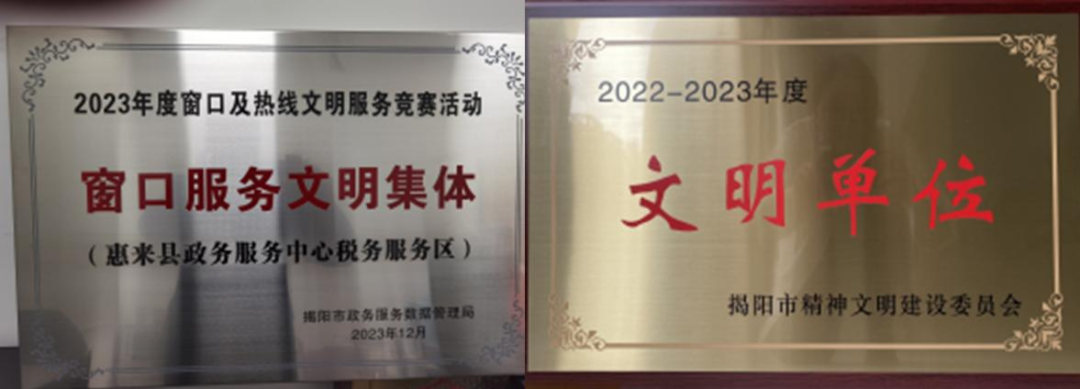 2023年度窗口及热线文明服务竞赛活动
窗口服务文明集体
（惠来县政务服务中心税务服务区）
揭阳市政务服务数据管理局
2023年12月
2022-2023年度
文明单位
揭阳市精神文明建设委员会